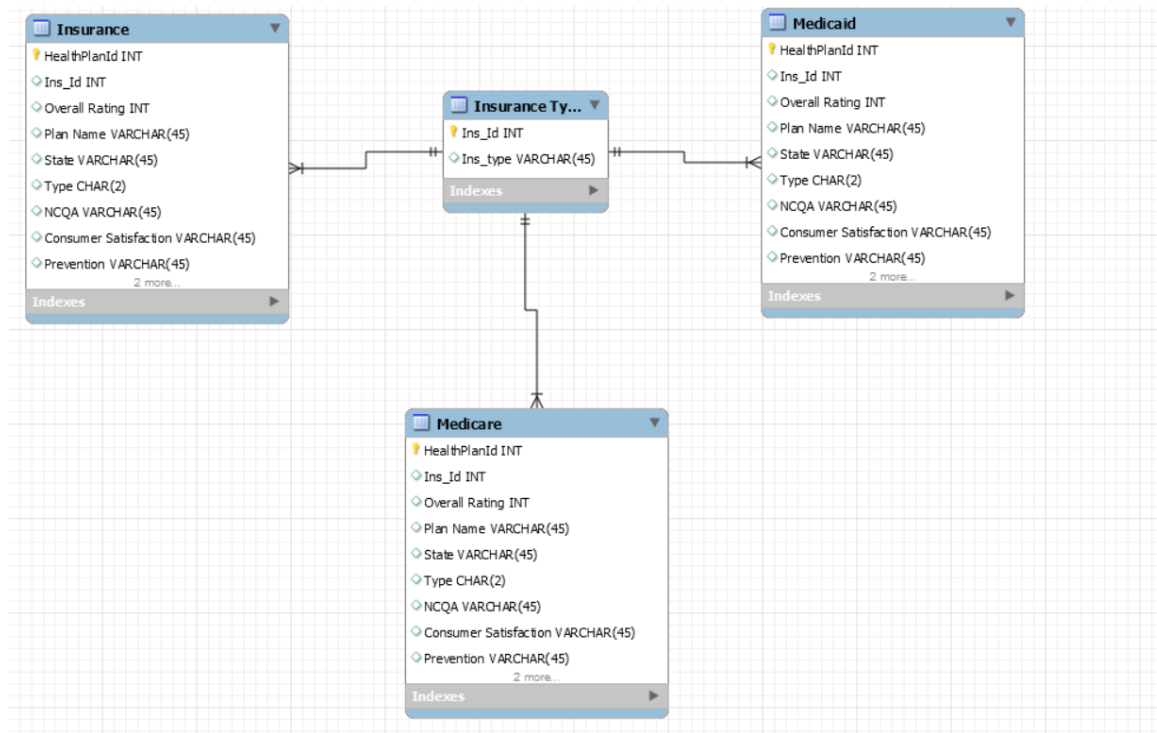 Insurance
HealthPlanId INT
Ins_Id INT
Overall Rating INT
Plan Name VARCHAR(45)
State VARCHAR(45)
Type CHAR(2)
NCQA VARCHAR(45)
Consumer Satisfaction VARCHAR(45)
Prevention VARCHAR(45)
2 more...
Indexes
Insurance Ty...
Ins_Id INT
Ins_type VARCHAR(45)
Indexes
Medicaid
HealthPlanId INT
Ins_Id INT
Overall Rating INT
Plan Name VARCHAR(45)
State VARCHAR(45)
Type CHAR(2)
NCQA VARCHAR(45)
Consumer Satisfaction VARCHAR(45)
Prevention VARCHAR(45)
2 more...
Indexes
Medicare
HealthPlanId INT
Ins_Id INT
Overall Rating INT
Plan Name VARCHAR(45)
State VARCHAR(45)
Type CHAR(2)
NCQA VARCHAR(45)
Consumer Satisfaction VARCHAR(45)
Prevention VARCHAR(45)
2 more...
Indexes